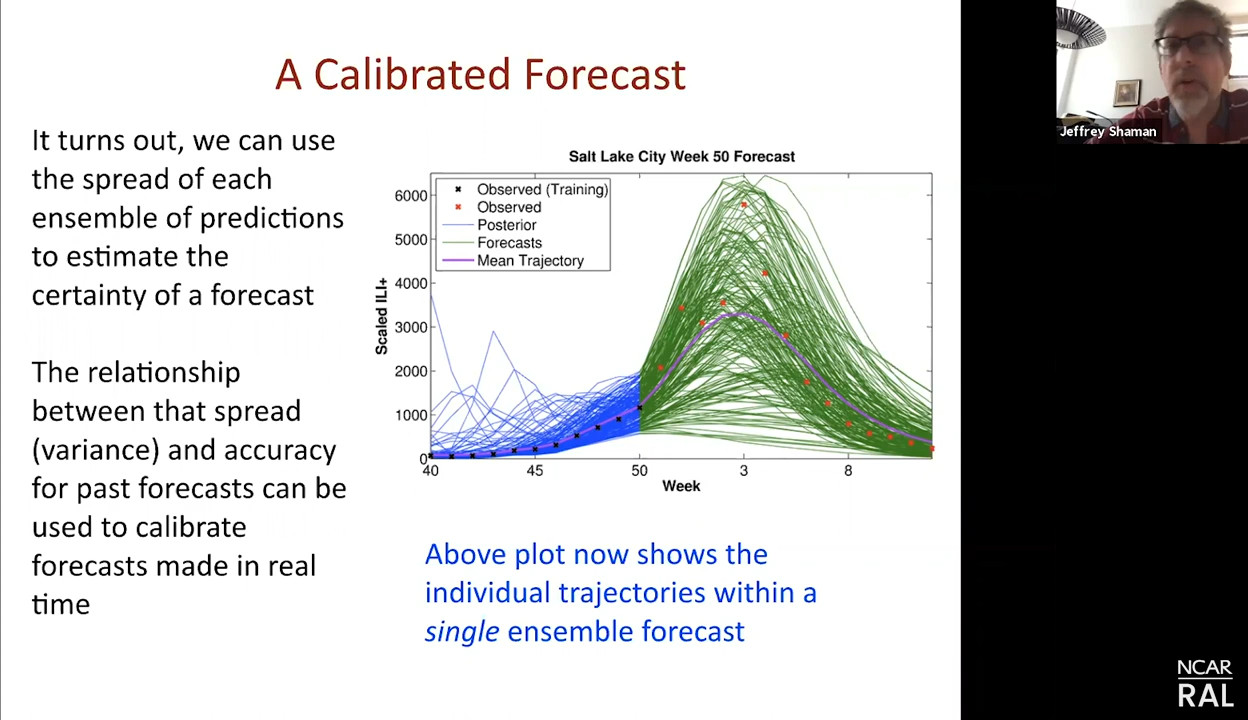 A Calibrated Forecast
It turns out, we can use
the spread of each
ensemble of predictions
to estimate the
certainty of a forecast
The relationship
between that spread
(variance) and accuracy
for past forecasts can be
used to calibrate
forecasts made in real
time
Salt Lake City Week 50 Forecast
Observed (Training)
Observed
Posterior
Forecasts
Mean Trajectory
Scaled ILI+
6000
5000
4000
3000
2000
1000
0
40
45
50
3
8
Week
Above plot now shows the
individual trajectories within a
single ensemble forecast
Jeffrey Shaman
NCAR
RAL